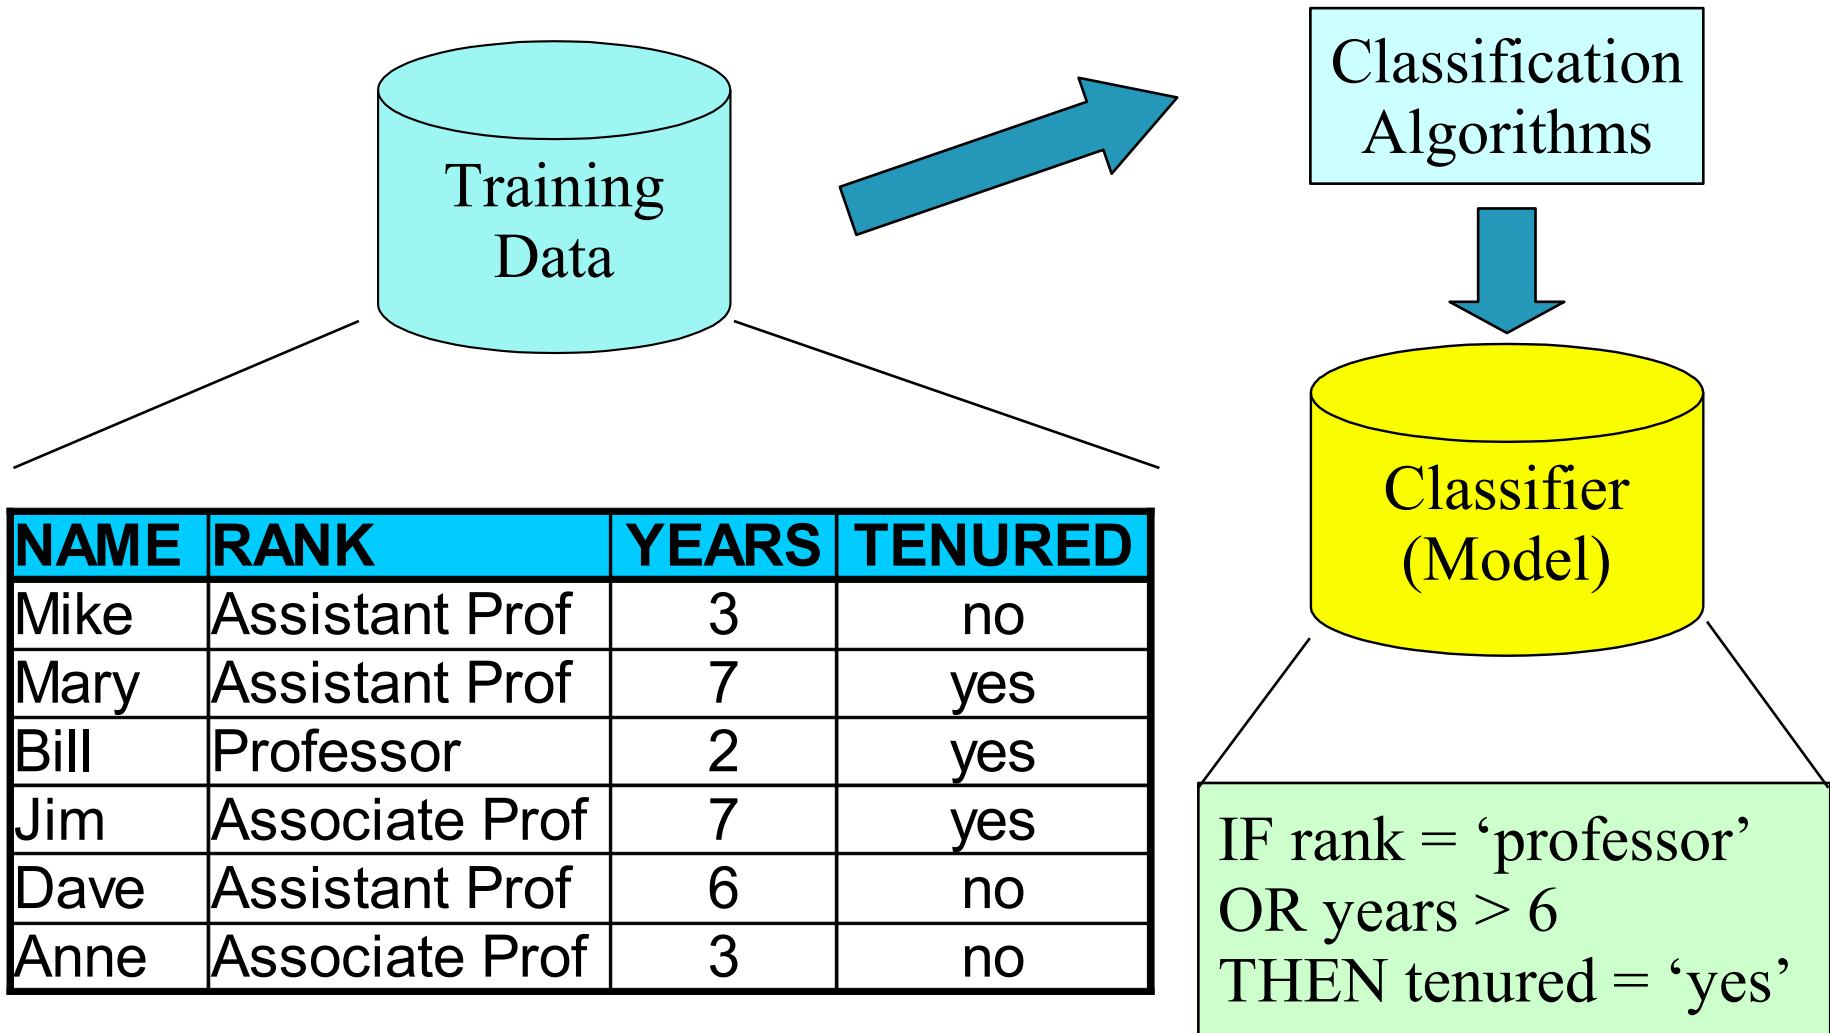 Training
Data
Classification
Algorithms
Classifier
(Model)
NAME RANK YEARS TENURED
Mike Assistant Prof 3 no
Mary Assistant Prof 7 yes
Bill Professor 2 yes
Jim Associate Prof 7 yes
Dave Assistant Prof 6 no
Anne Associate Prof 3 no
IF rank = ‘professor’
OR years > 6
THEN tenured = ‘yes’